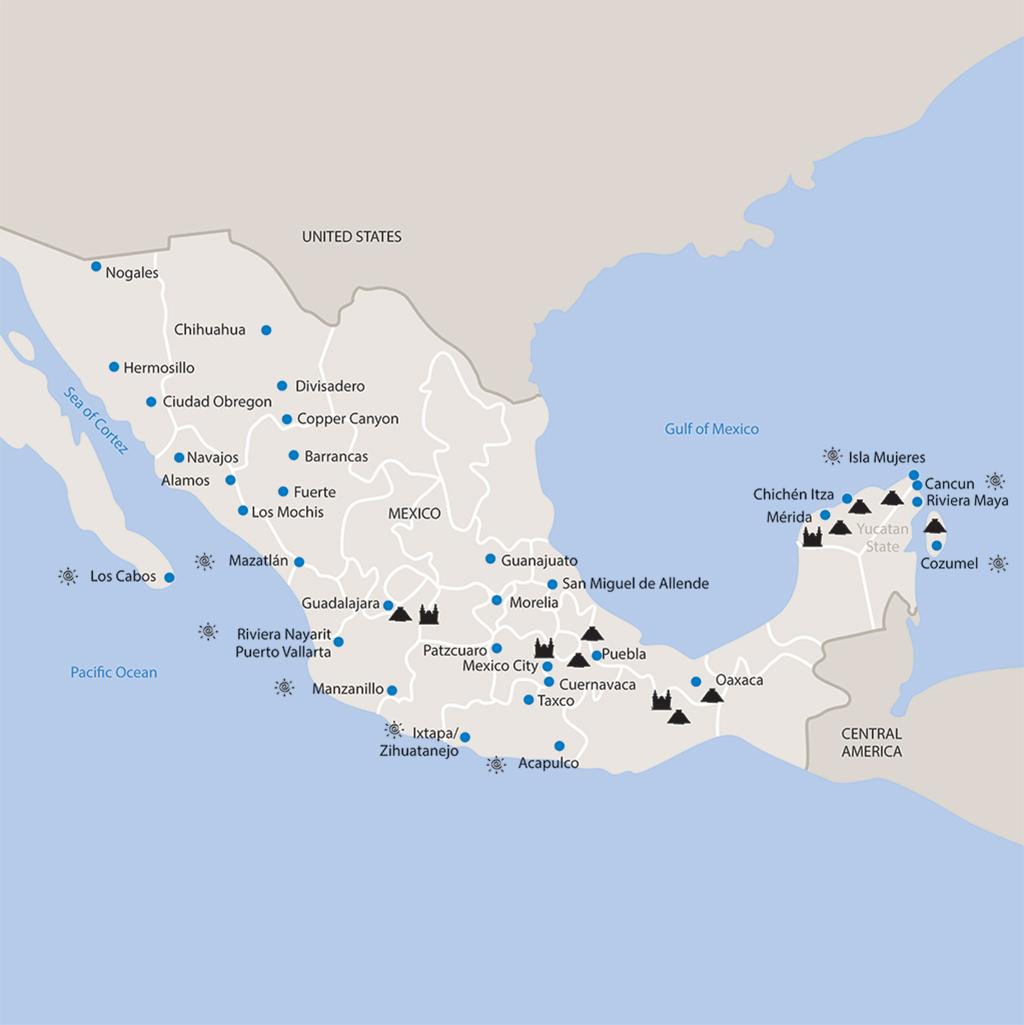 UNITED STATES
Nogales
Chihuahua
Hermosillo
Divisadero
Ciudad Obregon
Sea of Cortez
Copper Canyon
Gulf of Mexico
Navajos
Barrancas
Isla Mujeres
Alamos
Cancun
Fuerte
Chichén Itza
Riviera Maya
Los Mochis
MEXICO
Mérida
Yucatan
State
Mazatlán
Guanajuato
Cozumel
Los Cabos
San Miguel de Allende
Guadalajara
Morelia
Riviera Nayarit
Puerto Vallarta
Patzcuaro
Puebla
Mexico City
Pacific Ocean
Cuernavaca
Oaxaca
Manzanillo
Taxco
Ixtapa/
Zihuatanejo
CENTRAL
AMERICA
Acapulco